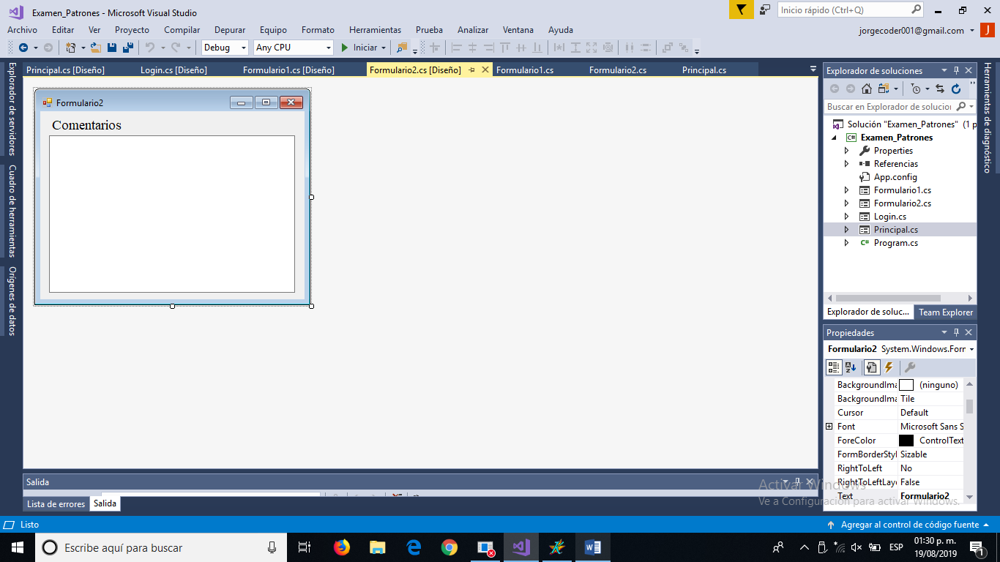 Examen_Patrones - Microsoft Visual Studio
Inicio rápido (Ctrl+Q)
Archivo Editar Ver Proyecto Compilar Depurar Equipo Formato Herramientas Prueba Analizar Ventana Ayuda
jorgecoder001@gmail.com J
Debug Any CPU Iniciar
Explorador de servidores
Cuadro de herramientas
Orígenes de datos
Principal.cs [Diseño] Login.cs [Diseño] Formulario1.cs [Diseño] Formulario2.cs [Diseño] Formulario1.cs Formulario2.cs Principal.cs
Formulario2
Comentarios
Explorador de soluciones
Buscar en Explorador de solucion
Solución "Examen_Patrones" (1 p
Examen_Patrones
Properties
Referencias
App.config
Formulario1.cs
Formulario2.cs
Login.cs
Principal.cs
Program.cs
Explorador de soluc... Team Explorer
Herramientas de diagnóstico
Propiedades
Formulario2 System.Windows.Forr
BackgroundIma (ninguno)
BackgroundIma Tile
Cursor Default
Font Microsoft Sans S
ForeColor ControlText
FormBorderStyl Sizable
RightToLeft No
RightToLeftLay False
Text Formulario2
Salida
Lista de errores Salida
Activar Windows
Ve a Configuración para activar Windows.
Listo
Agregar al control de código fuente
Escribe aquí para buscar
ESP
01:30 p. m.
19/08/2019
1